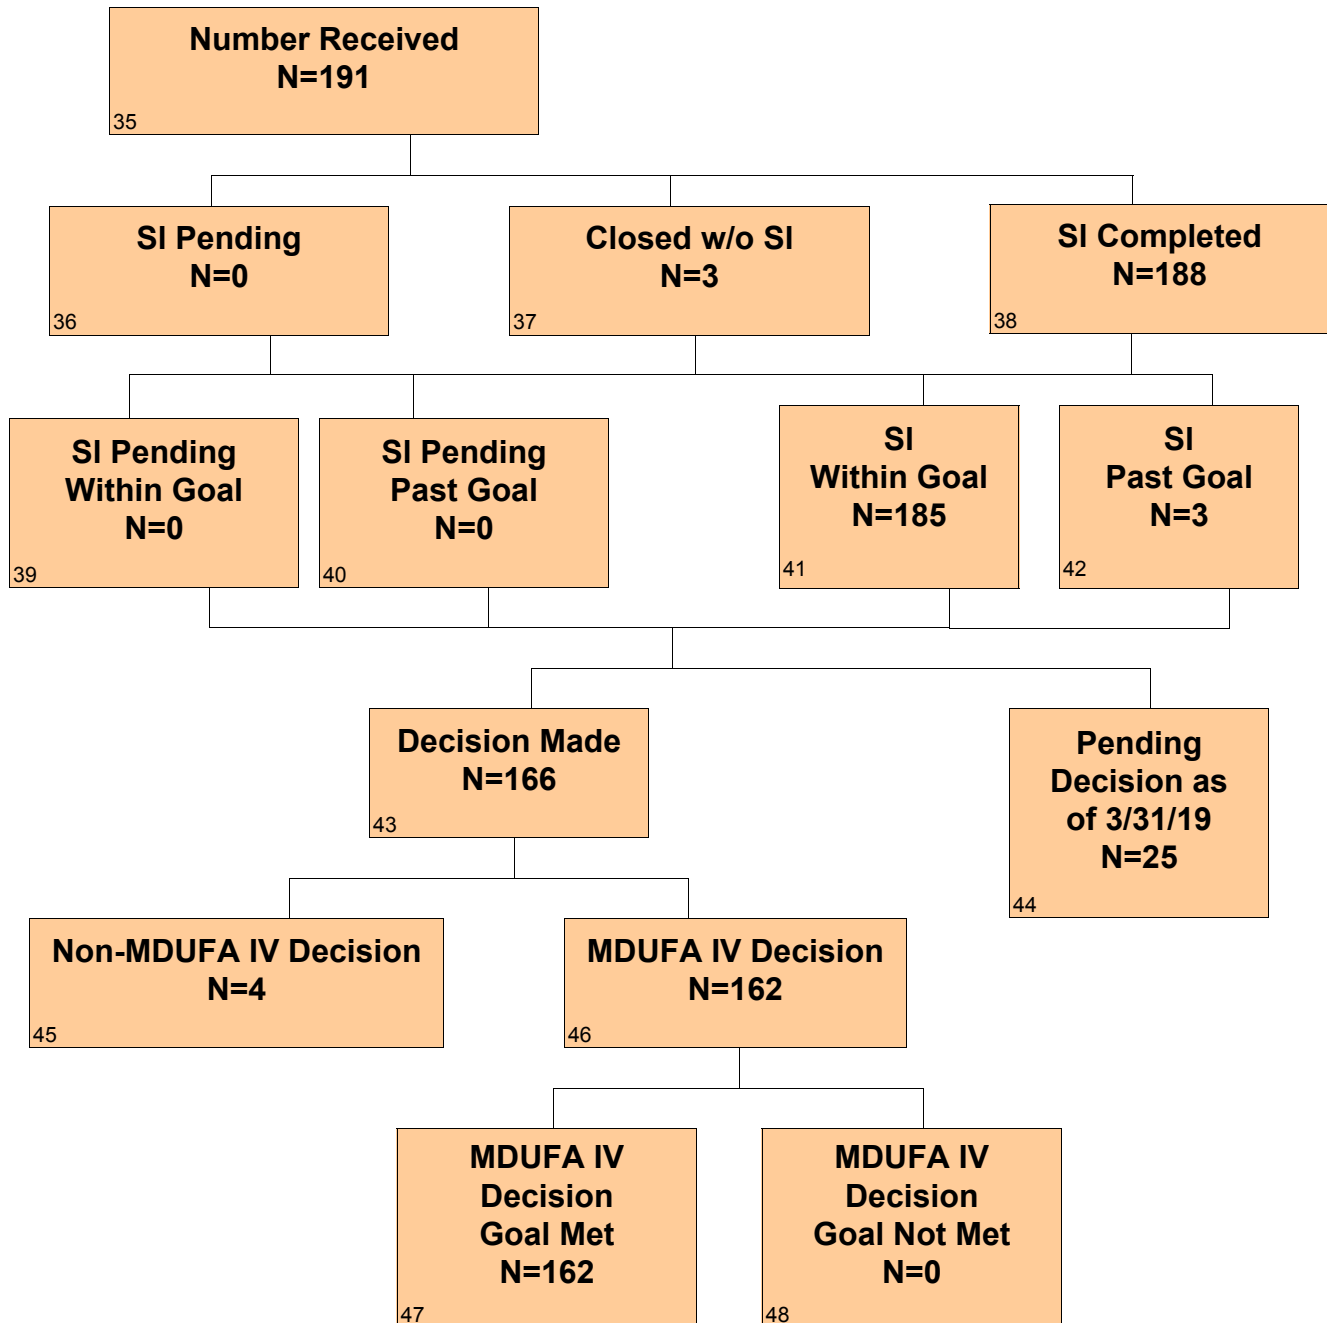 Number Received
N=191
35
SI Pending
N=0
36
Closed w/o SI
N=3
37
SI Completed
N=188
38
SI Pending
Within Goal
N=0
39
SI Pending
Past Goal
N=0
40
SI
Within Goal
N=185
41
SI
Past Goal
N=3
42
Decision Made
N=166
43
Pending
Decision as
of 3/31/19
N=25
44
Non-MDUFA IV Decision
N=4
45
MDUFA IV Decision
N=162
46
MDUFA IV
Decision
Goal Met
N=162
47
MDUFA IV
Decision
Goal Not Met
N=0
48